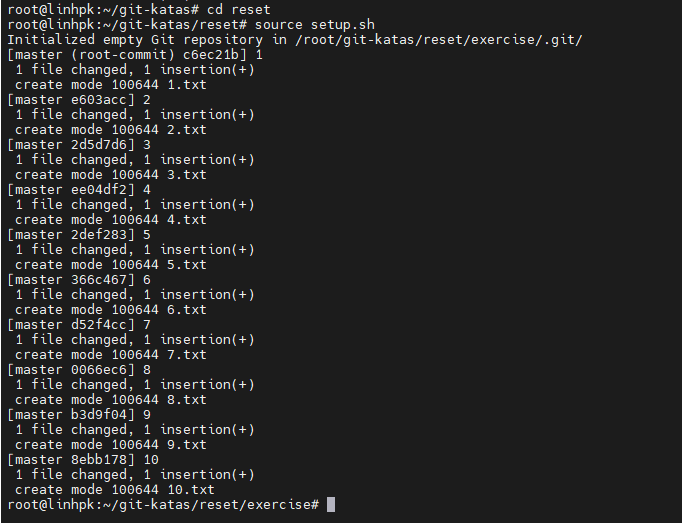 root@linhpk:~/git-katas# cd reset
root@linhpk:~/git-katas/reset# source setup.sh
Initialized empty Git repository in /root/git-katas/reset/exercise/.git/
[master (root-commit) c6ec21b] 1
 1 file changed, 1 insertion(+)
 create mode 100644 1.txt
[master e603acc] 2
 1 file changed, 1 insertion(+)
 create mode 100644 2.txt
[master 2d5d7d6] 3
 1 file changed, 1 insertion(+)
 create mode 100644 3.txt
[master ee04df2] 4
 1 file changed, 1 insertion(+)
 create mode 100644 4.txt
[master 2def283] 5
 1 file changed, 1 insertion(+)
 create mode 100644 5.txt
[master 366c467] 6
 1 file changed, 1 insertion(+)
 create mode 100644 6.txt
[master d52f4cc] 7
 1 file changed, 1 insertion(+)
 create mode 100644 7.txt
[master 0066ec6] 8
 1 file changed, 1 insertion(+)
 create mode 100644 8.txt
[master b3d9f04] 9
 1 file changed, 1 insertion(+)
 create mode 100644 9.txt
[master 8ebb178] 10
 1 file changed, 1 insertion(+)
 create mode 100644 10.txt
root@linhpk:~/git-katas/reset/exercise#